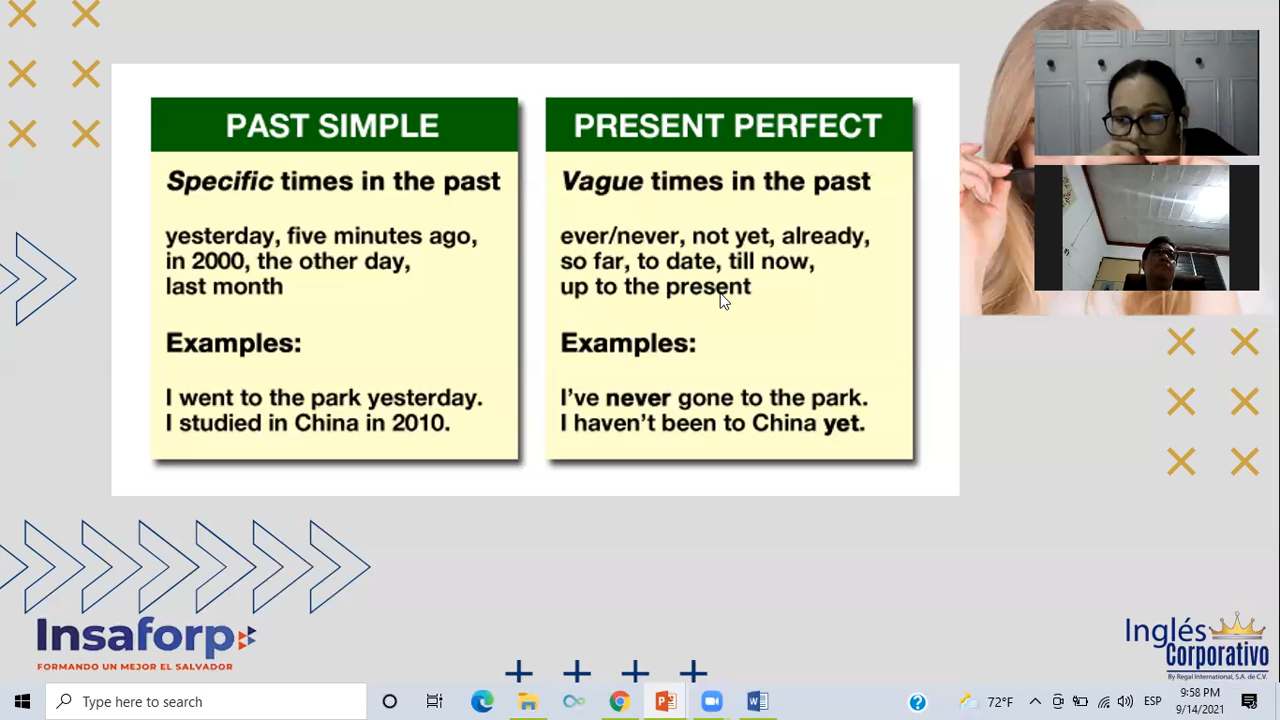 PAST SIMPLE
Specific times in the past
yesterday, five minutes ago,
in 2000, the other day,
last month
Examples:
I went to the park yesterday.
I studied in China in 2010.
PRESENT PERFECT
Vague times in the past
ever/never, not yet, already,
so far, to date, till now,
up to the present
Examples:
I've never gone to the park.
I haven't been to China yet.
Insaforp
FORMANDO UN MEJOR EL SALVADOR
Inglés
Corporativo
By Regal International, S.A. de C.V.
Type here to search
72°F
ESP
9:58 PM
9/14/2021